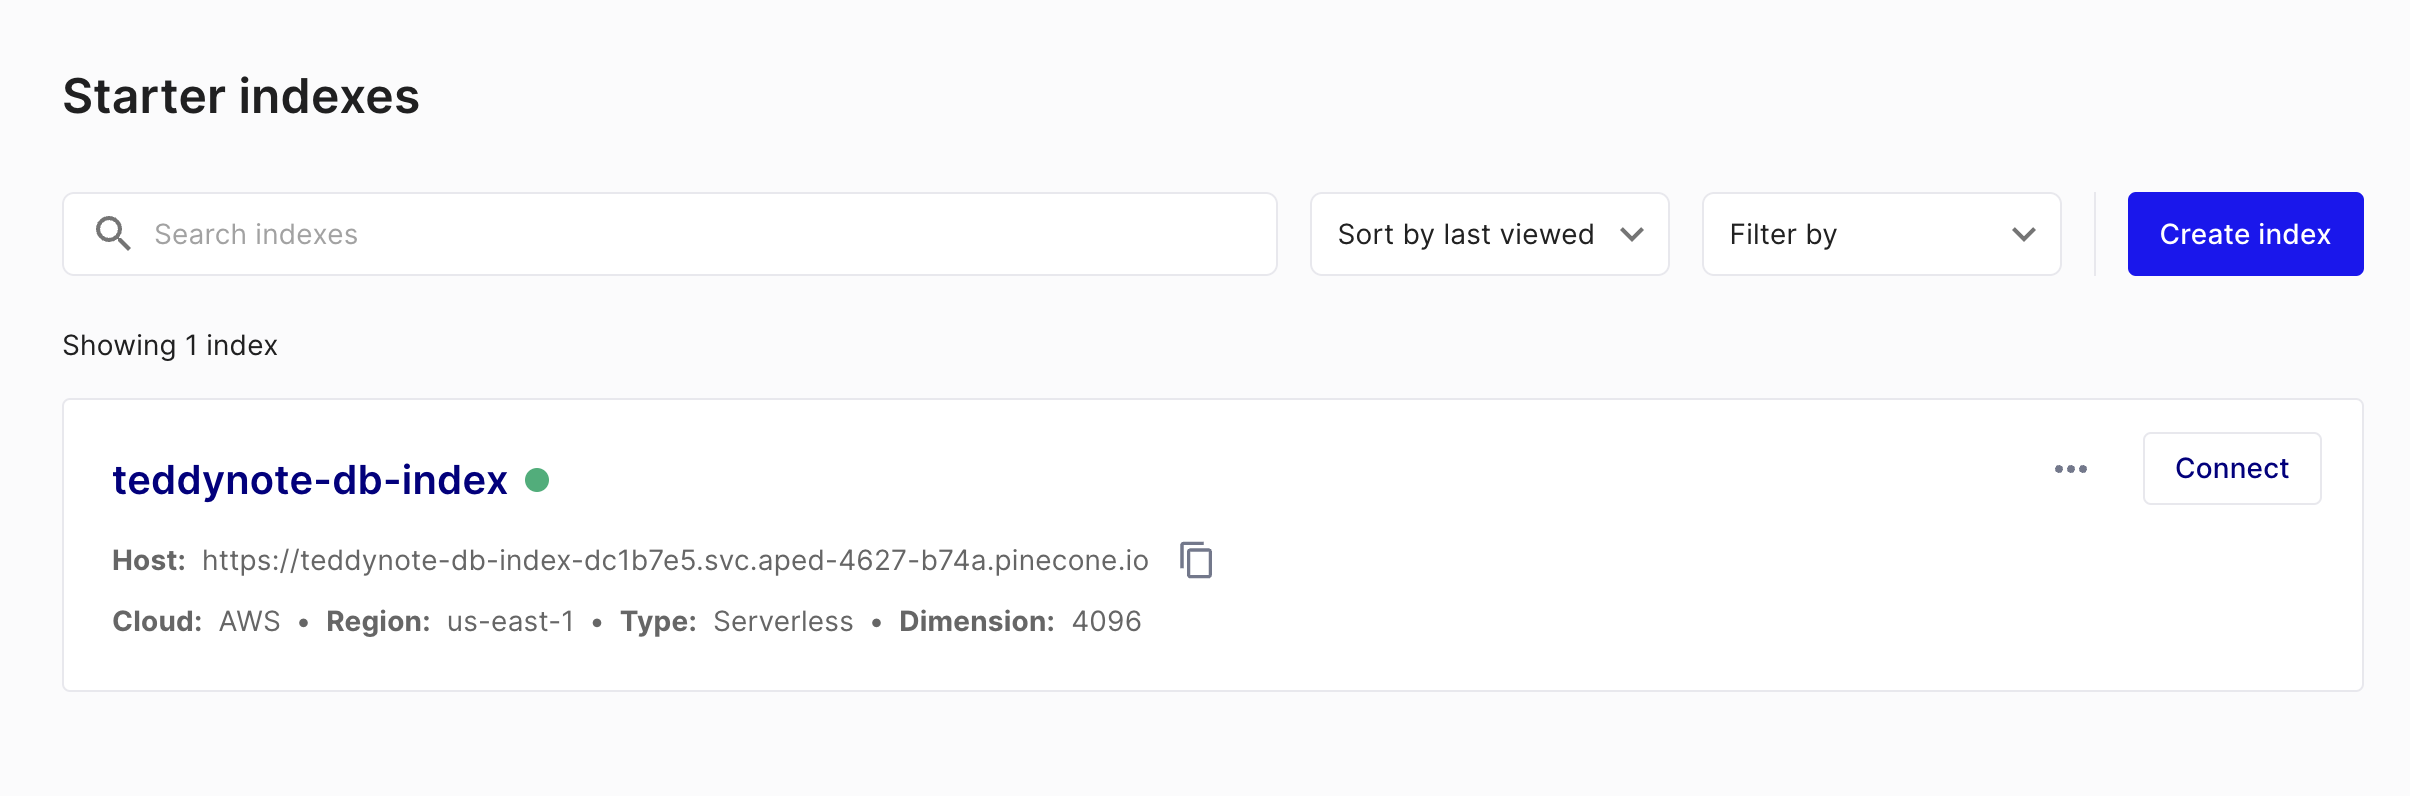 Starter indexes
Search indexes
Sort by last viewed
Filter by
Create index
Showing 1 index
teddynote-db-index
Connect
Host: https://teddynote-db-index-dc1b7e5.svc.aped-4627-b74a.pinecone.io
Cloud: AWS • Region: us-east-1 • Type: Serverless • Dimension: 4096